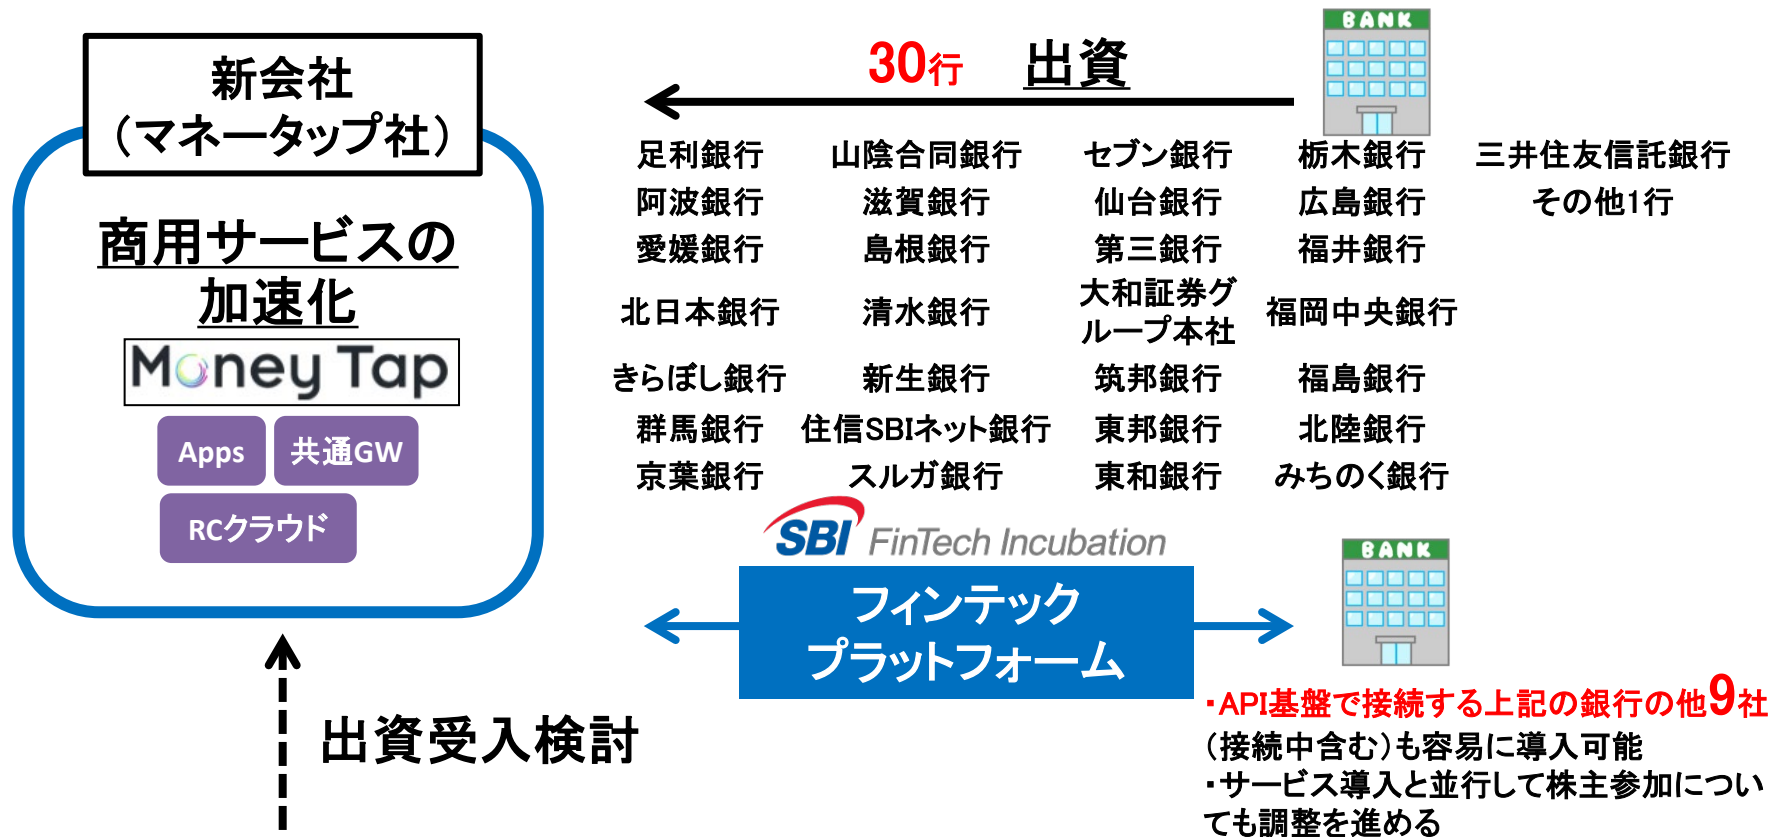 新会社
（マネータップ社）
商用サービスの
加速化
Money Tap
Apps
共通GW
RCクラウド
出資受入検討
30行 出資
BANK
足利銀行 山陰合同銀行 セブン銀行 栃木銀行 三井住友信託銀行
阿波銀行 滋賀銀行 仙台銀行 広島銀行 その他1行
愛媛銀行 島根銀行 第三銀行 福井銀行
北日本銀行 清水銀行 大和証券グ
ループ本社 福岡中央銀行
きらぼし銀行 新生銀行 筑邦銀行 福島銀行
群馬銀行 住信SBIネット銀行 東邦銀行 北陸銀行
京葉銀行 スルガ銀行 東和銀行 みちのく銀行
SBI FinTech Incubation
フィンテック
プラットフォーム
BANK
・API基盤で接続する上記の銀行の他9社
（接続中含む）も容易に導入可能
・サービス導入と並行して株主参加につい
ても調整を進める